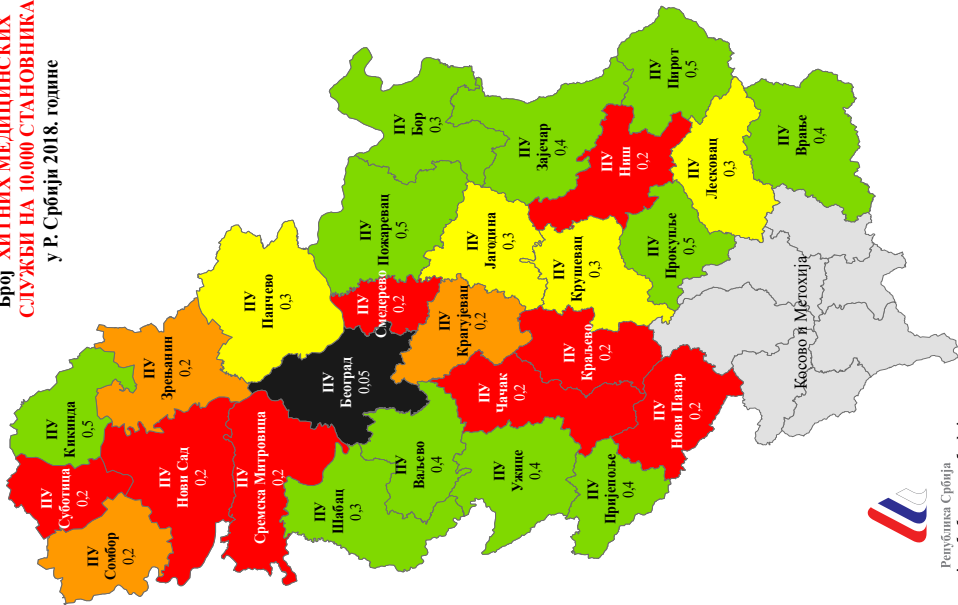 Број ХИТНИХ МЕДИЦИНСКИХ
СЛУЖБИ НА 10.000 СТАНОВНИКА
у Р. Србији 2018. године
ПУ
Суботица
0,2
ПУ
Сомбор
0,2
ПУ
Кикинда
0,5
ПУ
Зрењанин
0,2
ПУ
Нови Сад
0,2
ПУ
Сремска Митровица
0,2
ПУ
Панчево
0,3
ПУ
Београд
0,05
ПУ
Шабац
0,3
ПУ
Ваљево
0,4
ПУ
Смедерево
0,2
ПУ
Пожаревац
0,5
ПУ
Бор
0,3
ПУ
Крагујевац
0,2
ПУ
Јагодина
0,3
ПУ
Зајечар
0,4
ПУ
Ужице
0,4
ПУ
Чачак
0,2
ПУ
Краљево
0,2
ПУ
Крушевац
0,3
ПУ
Ниш
0,2
ПУ
Пирот
0,5
ПУ
Пријепоље
0,4
ПУ
Нови Пазар
0,2
ПУ
Прокупље
0,5
ПУ
Лесковац
0,3
ПУ
Врање
0,4
Косово и Метохија
Република Србија